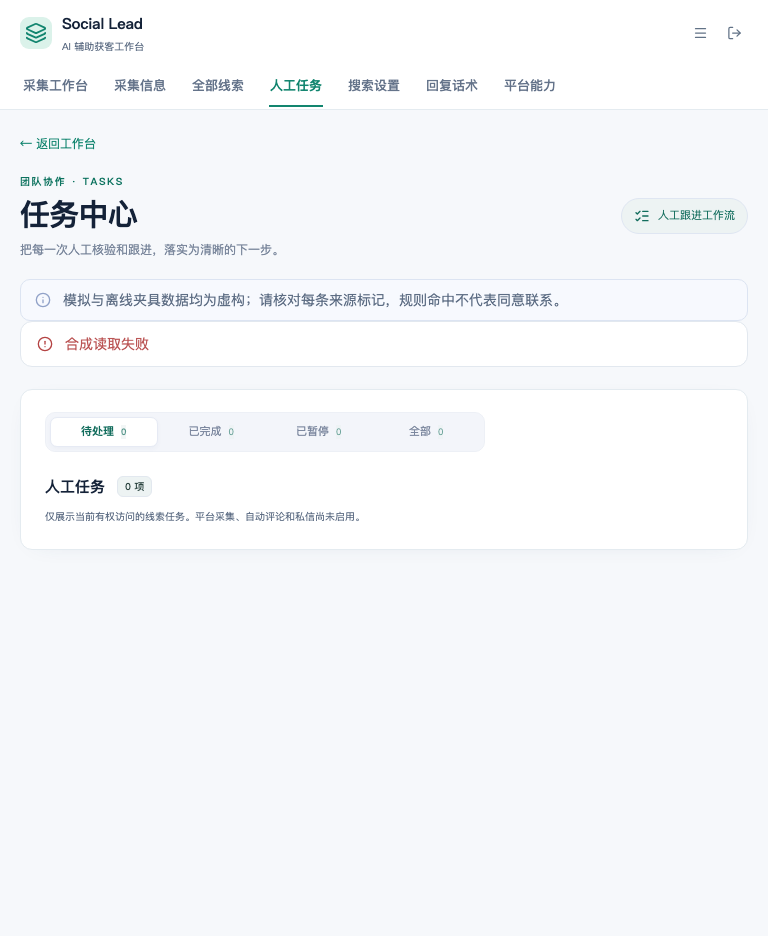 Social Lead
AI 辅助获客工作台
采集工作台 采集信息 全部线索 人工任务 搜索设置 回复话术 平台能力
← 返回工作台
团队协作 · TASKS
任务中心
人工跟进工作流
把每一次人工核验和跟进，落实为清晰的下一步。
模拟与离线夹具数据均为虚构；请核对每条来源标记，规则命中不代表同意联系。
合成读取失败
待处理 0 已完成 0 已暂停 0 全部 0
人工任务 0 项
仅展示当前有权访问的线索任务。平台采集、自动评论和私信尚未启用。